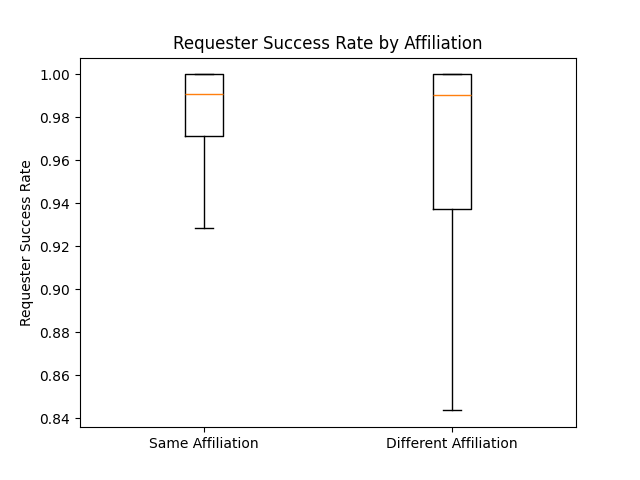 Requester Success Rate by Affiliation
Requester Success Rate
1.00
0.98
0.96
0.94
0.92
0.90
0.88
0.86
0.84
Same Affiliation
Different Affiliation